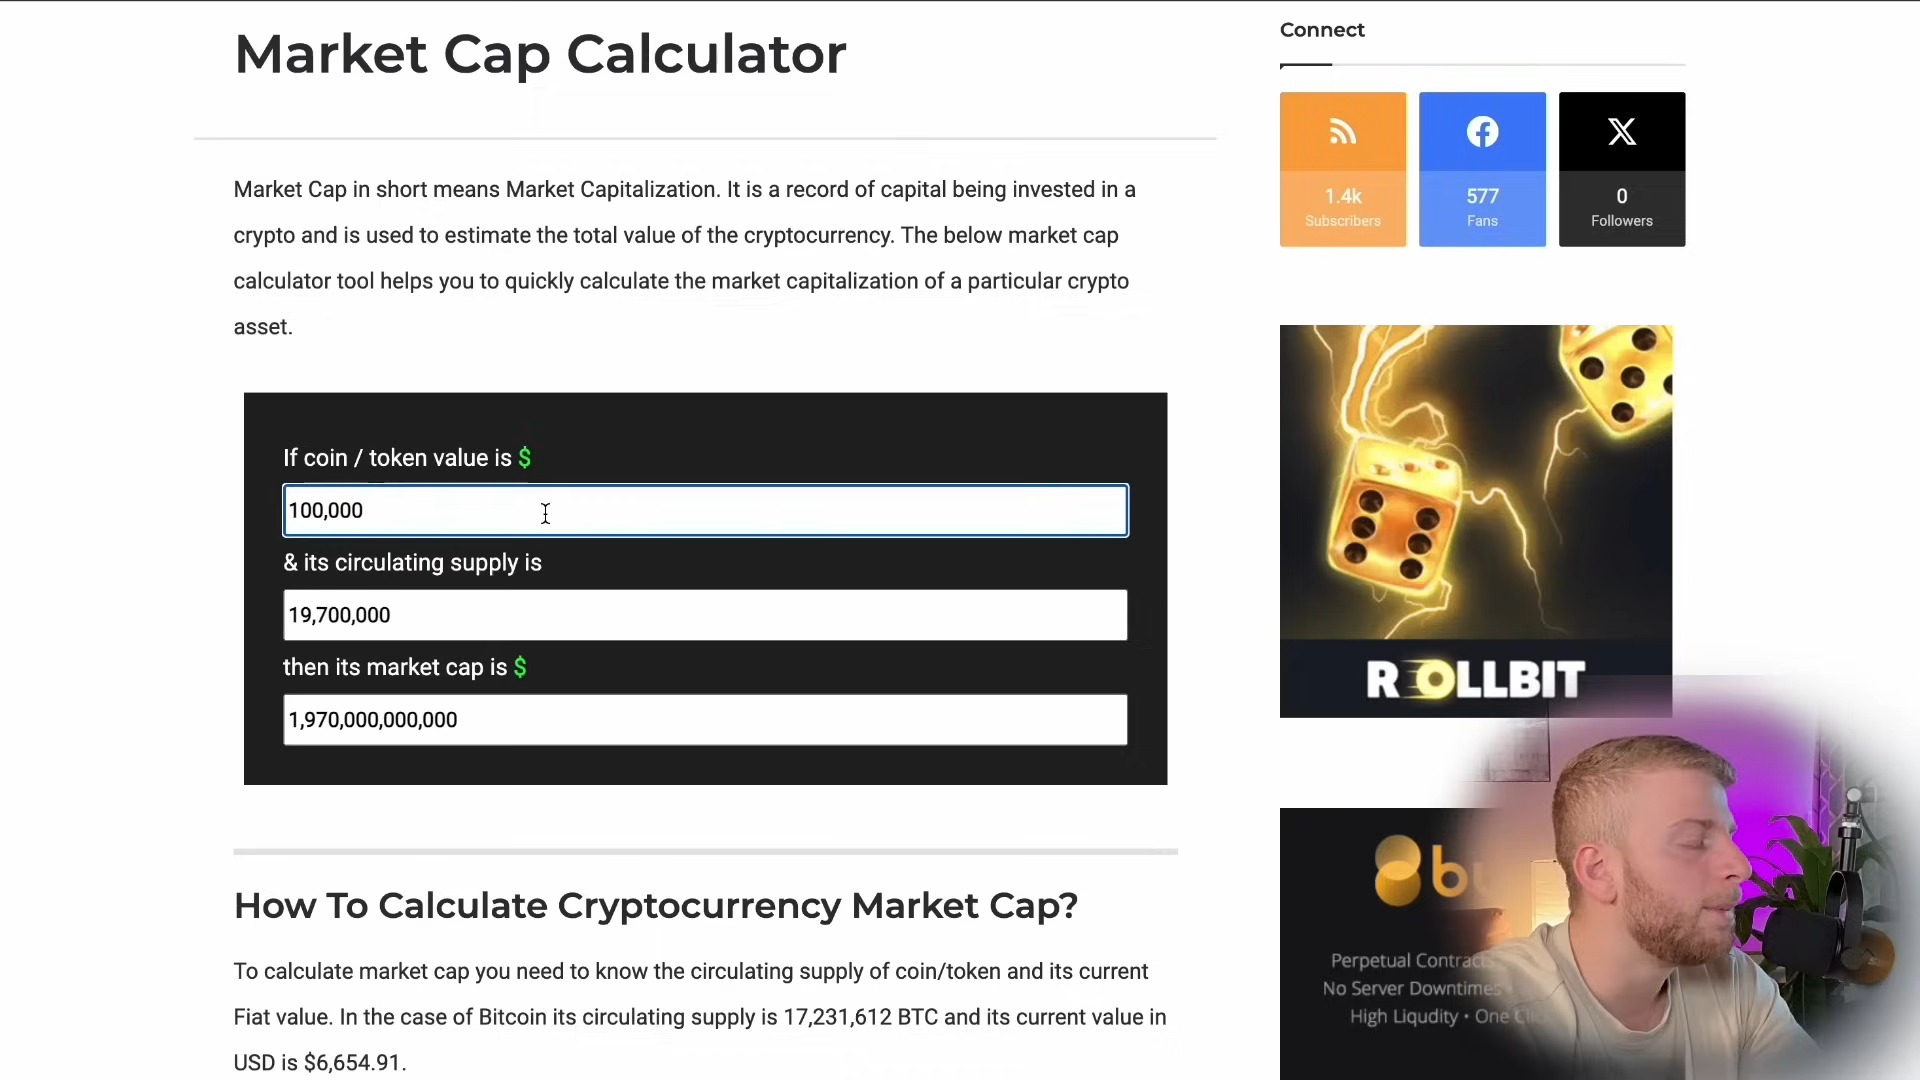 Market Cap Calculator
Market Cap in short means Market Capitalization. It is a record of capital being invested in a
crypto and is used to estimate the total value of the cryptocurrency. The below market cap
calculator tool helps you to quickly calculate the market capitalization of a particular crypto
asset.
If coin / token value is $
100,000
& its circulating supply is
19,700,000
then its market cap is $
1,970,000,000,000
How To Calculate Cryptocurrency Market Cap?
To calculate market cap you need to know the circulating supply of coin/token and its current
Fiat value. In the case of Bitcoin its circulating supply is 17,231,612 BTC and its current value in
USD is $6,654.91.
Connect
1.4k
Subscribers
577
Fans
X
0
Followers
ROLLBIT
Perpetual Contracts
No Server Downtimes
High Liqudity • One